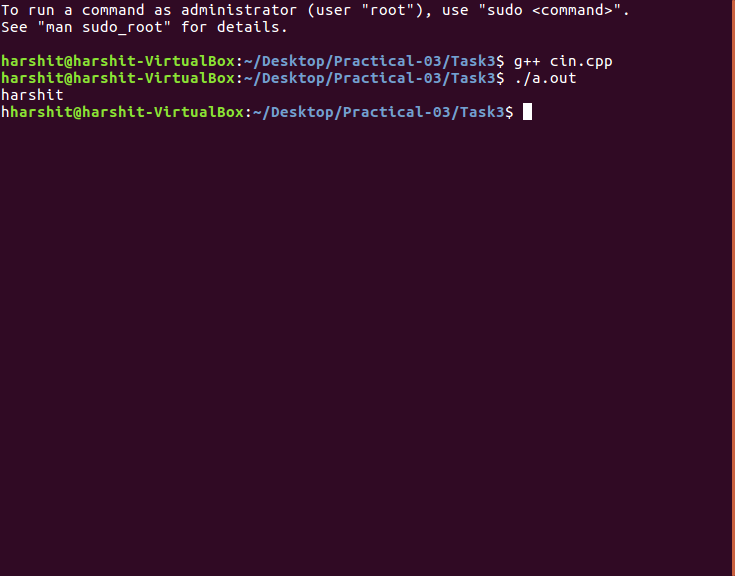 To run a command as administrator (user "root"), use "sudo <command>".
See "man sudo_root" for details.
harshit@harshit-VirtualBox:~/Desktop/Practical-03/Task3$ g++ cin.cpp
harshit@harshit-VirtualBox:~/Desktop/Practical-03/Task3$ ./a.out
harshit
hharshit@harshit-VirtualBox:~/Desktop/Practical-03/Task3$